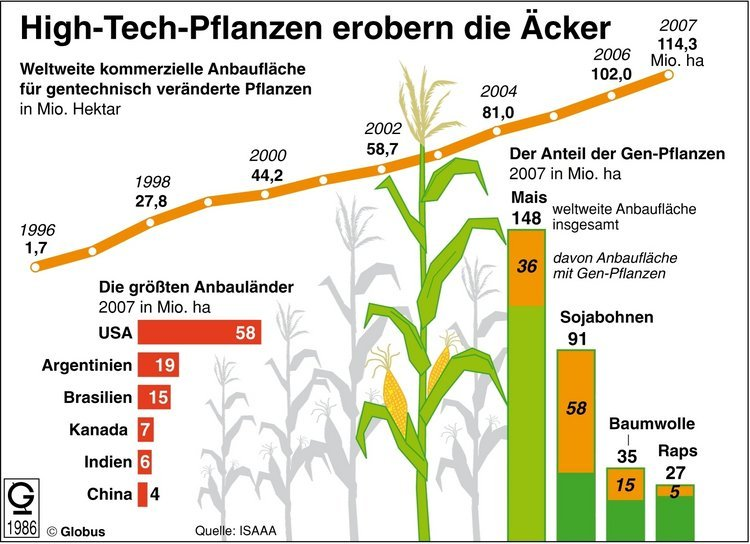 High-Tech-Pflanzen erobern die Äcker
Weltweite kommerzielle Anbaufläche
für gentechnisch veränderte Pflanzen
in Mio. Hektar
1996
1,7
1998
27,8
2000
44,2
2002
58,7
2004
81,0
2006
102,0
2007
114,3
Mio. ha
Die größten Anbauländer
2007 in Mio. ha
USA 58
Argentinien 19
Brasilien 15
Kanada 7
Indien 6
China 4
Der Anteil der Gen-Pflanzen
2007 in Mio. ha
Mais
148
weltweite Anbaufläche
insgesamt
36
davon Anbaufläche
mit Gen-Pflanzen
Sojabohnen
91
58
Baumwolle
35
15
Raps
27
5
G
1986
© Globus
Quelle: ISAAA